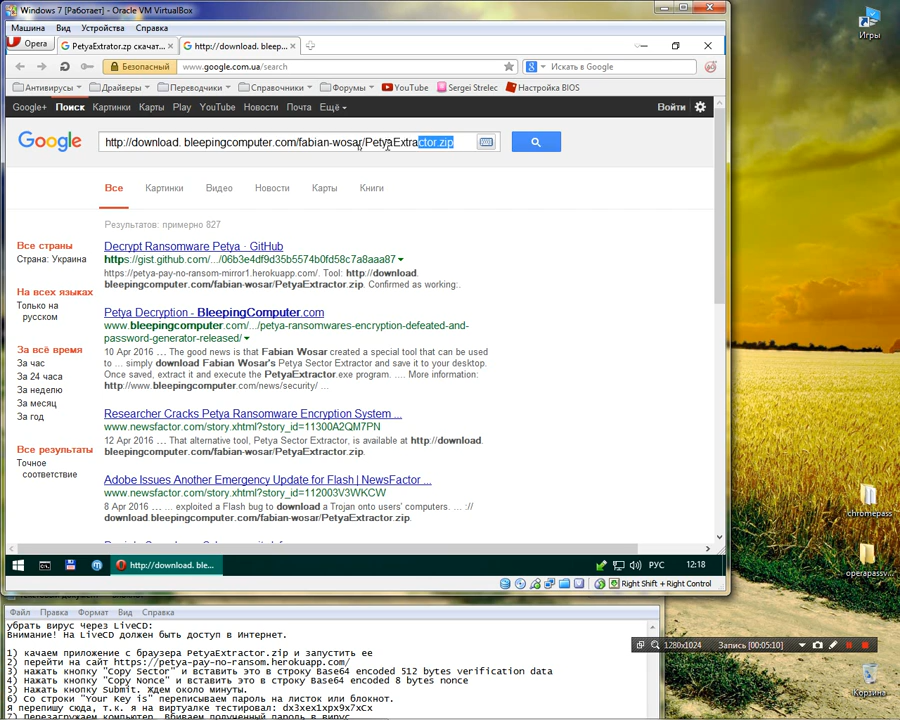 Windows 7 [Работает] - Oracle VM VirtualBox
Машина Вид Устройства Справка
Opera PetyaExtrator.zp скачат... http://download. bleep...
Безопасный www.google.com.ua/search Искать в Google
Антивирусы Драйверы Переводчики Справочники Форумы YouTube Sergei Strelec Настройка BIOS
Google+ Поиск Картинки Карты Play YouTube Новости Почта Ещё Войти
Google http://download. bleepingcomputer.com/fabian-wosar/PetyaExtractor.zip
Все Картинки Видео Новости Карты Книги
Результатов: примерно 827
Все страны
Страна: Украина
На всех языках
Только на
русском
За всё время
За час
За 24 часа
За неделю
За месяц
За год
Все результаты
Точное
соответствие
Decrypt Ransomware Petya · GitHub
https://gist.github.com/.../06b3e4df9d35b5574b0fd58c7a8aaa87
https://petya-pay-no-ransom-mirror1.herokuapp.com/. Tool: http://download.
bleepingcomputer.com/fabian-wosar/PetyaExtractor.zip. Confirmed as working:.
Petya Decryption - BleepingComputer.com
www.bleepingcomputer.com/.../petya-ransomwares-encryption-defeated-and-
password-generator-released/
10 Apr 2016 ... The good news is that Fabian Wosar created a special tool that can be used
to ... simply download Fabian Wosar's Petya Sector Extractor and save it to your desktop.
Once saved, extract it and execute the PetyaExtractor.exe program. .... More information:
http://www.bleepingcomputer.com/news/security/ ...
Researcher Cracks Petya Ransomware Encryption System ...
www.newsfactor.com/story.xhtml?story_id=11300A2QM7PN
12 Apr 2016 ... That alternative tool, Petya Sector Extractor, is available at http://download.
bleepingcomputer.com/fabian-wosar/PetyaExtractor.zip.
Adobe Issues Another Emergency Update for Flash | NewsFactor ...
www.newsfactor.com/story.xhtml?story_id=112003V3WKCW
8 Apr 2016 ... ... exploited a Flash bug to download a Trojan onto users' computers. ... ://
download.bleepingcomputer.com/fabian-wosar/PetyaExtractor.zip.
http://download. ble... РУС 12:18
Right Shift + Right Control
Игры
chromepass
operapassv...
Корзина
1280x1024 Запись [00:05:10]
Файл Правка Формат Вид Справка
убрать вирус через LiveCD:
Внимание! На LiveCD должен быть доступ в Интернет.
1) качаем приложение с браузера PetyaExtractor.zip и запустить ее
2) перейти на сайт https://petya-pay-no-ransom.herokuapp.com/
3) нажать кнопку "Copy Sector" и вставить это в строку Base64 encoded 512 bytes verification data
4) нажать кнопку "Copy Nonce" и вставить это в строку Base64 encoded 8 bytes nonce
5) Нажать кнопку Submit. Ждем около минуты.
6) Со строки "Your Key is" переписываем пароль на листок или блокнот.
Я перепишу сюда, т.к. я на виртуалке тестировал: dx3xex1xpx9x7xCx
7) Перезагружаем компьютер. Вбиваем полученный пароль в вирус.